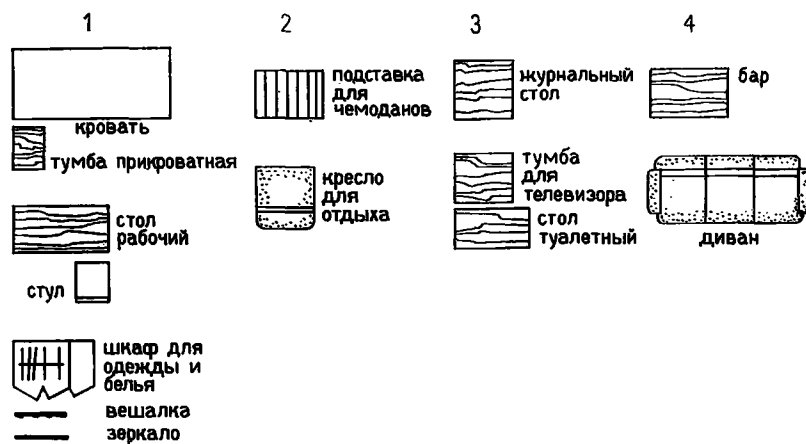 1
кровать
тумба прикроватная
стол
рабочий
стул
шкаф для
одежды и
белья
вешалка
зеркало
2
подставка
для
чемоданов
кресло
для
отдыха
3
журнальный
стол
тумба
для
телевизора
стол
туалетный
4
бар
диван